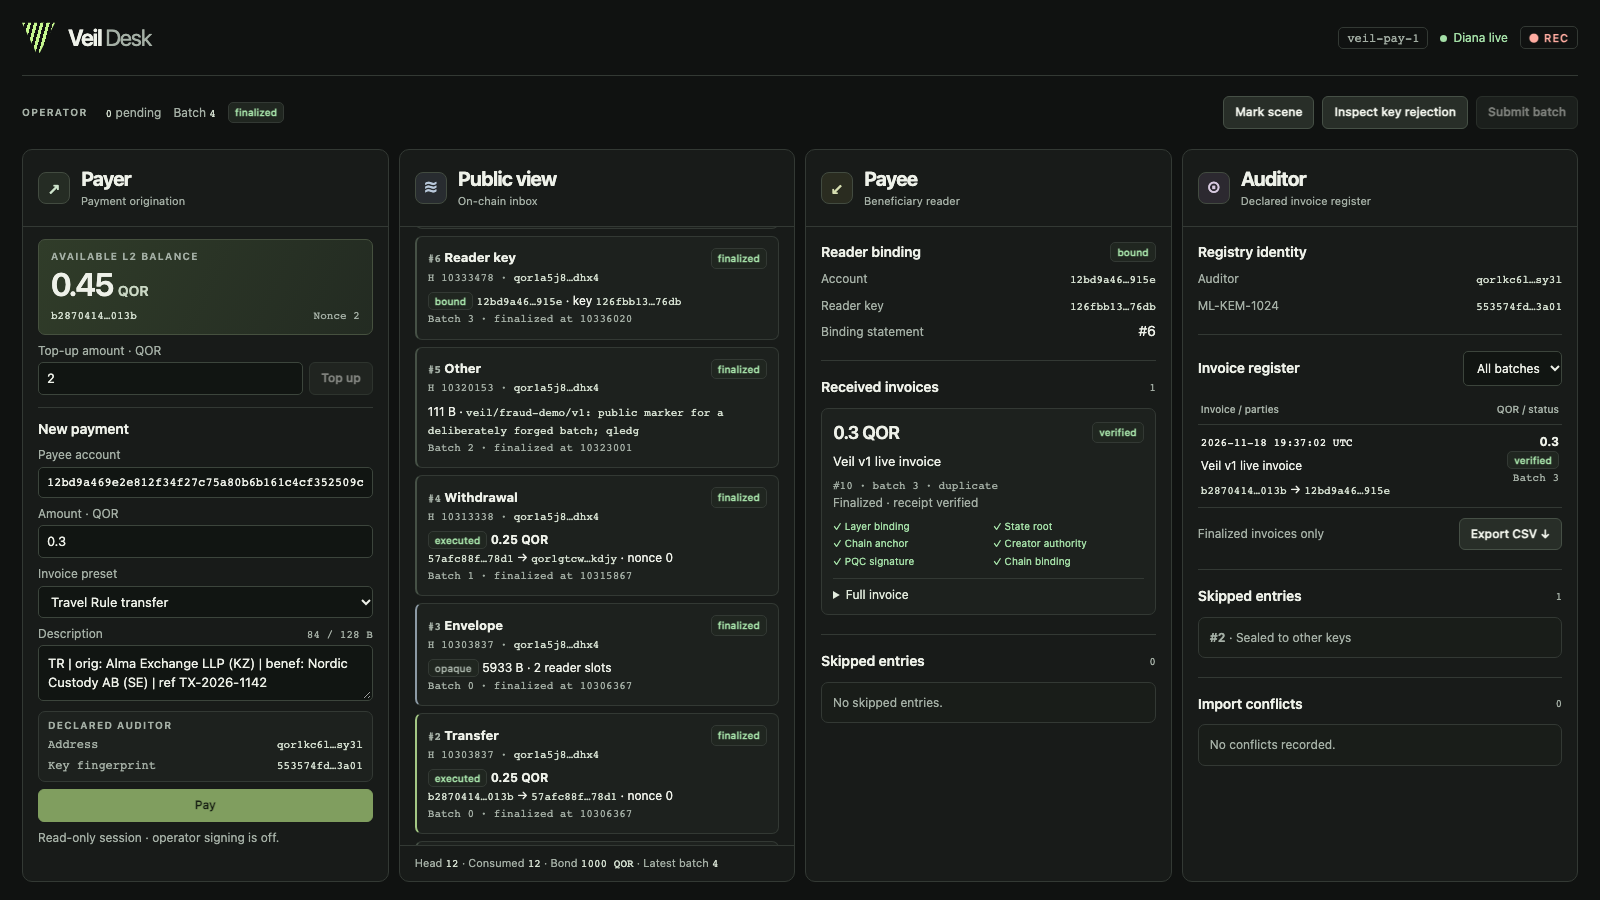 Veil Desk
veil-pay-1
Diana live
REC
OPERATOR
0 pending
Batch 4
finalized
Mark scene
Inspect key rejection
Submit batch
Payer
Payment origination
AVAILABLE L2 BALANCE
0.45 QOR
b2870414…013b
Nonce 2
Top-up amount · QOR
2
Top up
New payment
Payee account
12bd9a469e2e812f34f27c75a80b6b161c4cf352509c
Amount · QOR
0.3
Invoice preset
Travel Rule transfer
Description
84 / 128 B
TR | orig: Alma Exchange LLP (KZ) | benef: Nordic
Custody AB (SE) | ref TX-2026-1142
DECLARED AUDITOR
Address
qor1kc6l…sy3l
Key fingerprint
553574fd…3a01
Pay
Read-only session · operator signing is off.
Public view
On-chain inbox
#6 Reader key
finalized
H 10333478 · qor1a5j8…dhx4
bound 12bd9a46…915e · key 126fbb13…76db
Batch 3 · finalized at 10336020
#5 Other
finalized
H 10320153 · qor1a5j8…dhx4
111 B · veil/fraud-demo/v1: public marker for a
deliberately forged batch; qledg
Batch 2 · finalized at 10323001
#4 Withdrawal
finalized
H 10313338 · qor1a5j8…dhx4
executed 0.25 QOR
57afc88f…78d1 → qor1gtcw…kdjy · nonce 0
Batch 1 · finalized at 10315867
#3 Envelope
finalized
H 10303837 · qor1a5j8…dhx4
opaque 5933 B · 2 reader slots
Batch 0 · finalized at 10306367
#2 Transfer
finalized
H 10303837 · qor1a5j8…dhx4
executed 0.25 QOR
b2870414…013b → 57afc88f…78d1 · nonce 0
Batch 0 · finalized at 10306367
Head 12 · Consumed 12 · Bond 1000 QOR · Latest batch 4
Payee
Beneficiary reader
Reader binding
bound
Account
12bd9a46…915e
Reader key
126fbb13…76db
Binding statement
#6
Received invoices
1
0.3 QOR
verified
Veil v1 live invoice
#10 · batch 3 · duplicate
Finalized · receipt verified
✓ Layer binding
✓ State root
✓ Chain anchor
✓ Creator authority
✓ PQC signature
✓ Chain binding
Full invoice
Skipped entries
0
No skipped entries.
Auditor
Declared invoice register
Registry identity
Auditor
qor1kc6l…sy3l
ML-KEM-1024
553574fd…3a01
Invoice register
All batches
Invoice / parties
QOR / status
2026-11-18 19:37:02 UTC
0.3
Veil v1 live invoice
verified
Batch 3
b2870414…013b → 12bd9a46…915e
Finalized invoices only
Export CSV ↓
Skipped entries
1
#2 · Sealed to other keys
Import conflicts
0
No conflicts recorded.